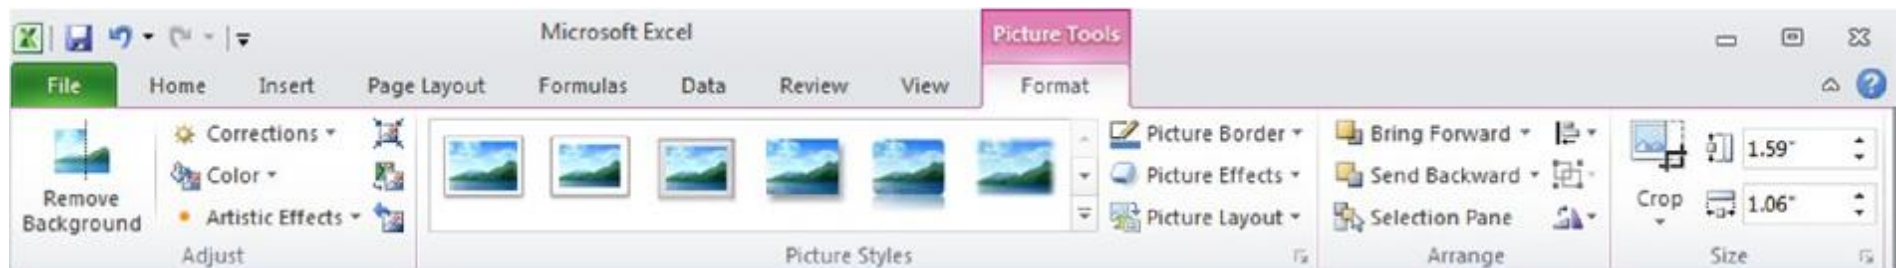 Microsoft Excel
Picture Tools
File Home Insert Page Layout Formulas Data Review View Format
Remove Background
Corrections
Color
Artistic Effects
Adjust
Picture Styles
Picture Border
Picture Effects
Picture Layout
Bring Forward
Send Backward
Selection Pane
Arrange
Crop
1.59"
1.06"
Size